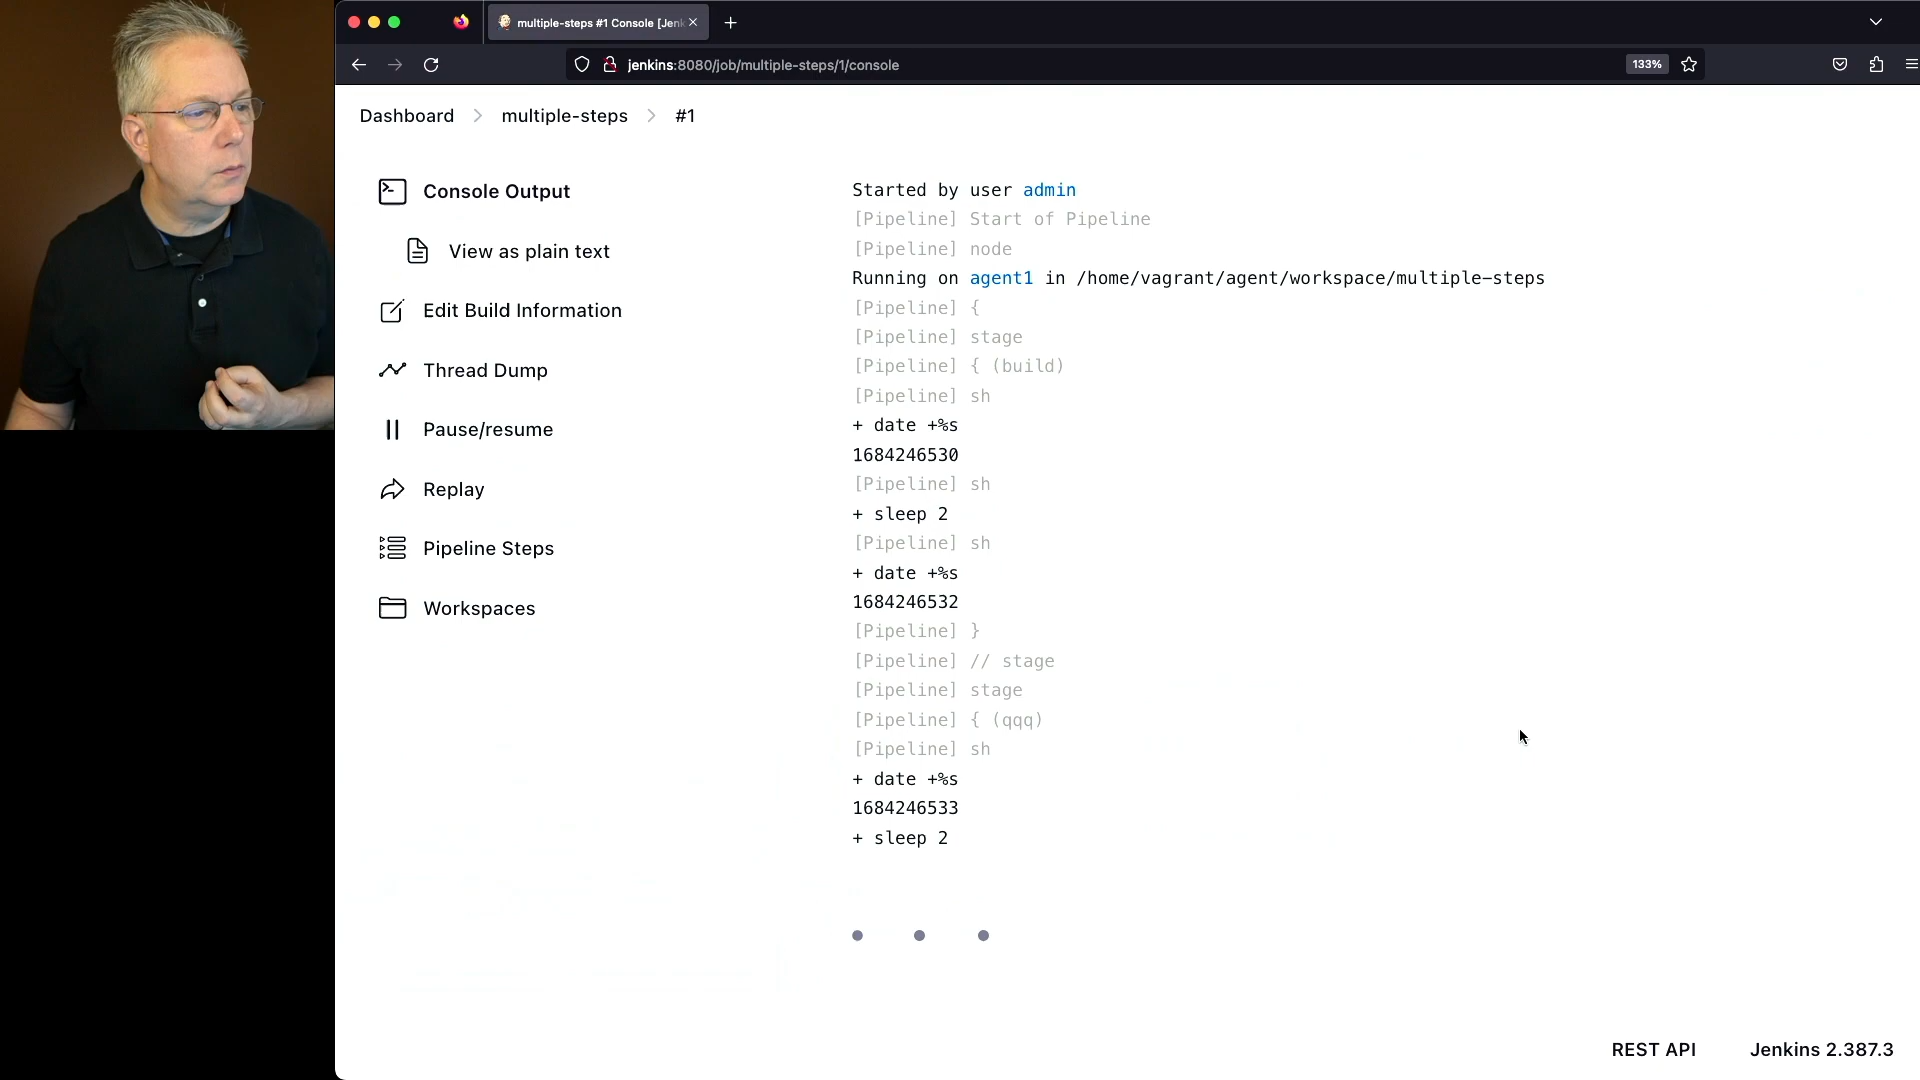 multiple-steps #1 Console [Jenk
jenkins:8080/job/multiple-steps/1/console
133%
Dashboard
multiple-steps
#1
Console Output
View as plain text
Edit Build Information
Thread Dump
Pause/resume
Replay
Pipeline Steps
Workspaces
Started by user admin
[Pipeline] Start of Pipeline
[Pipeline] node
Running on agent1 in /home/vagrant/agent/workspace/multiple-steps
[Pipeline] {
[Pipeline] stage
[Pipeline] { (build)
[Pipeline] sh
+ date +%s
1684246530
[Pipeline] sh
+ sleep 2
[Pipeline] sh
+ date +%s
1684246532
[Pipeline] }
[Pipeline] // stage
[Pipeline] stage
[Pipeline] { (qqq)
[Pipeline] sh
+ date +%s
1684246533
+ sleep 2
REST API
Jenkins 2.387.3